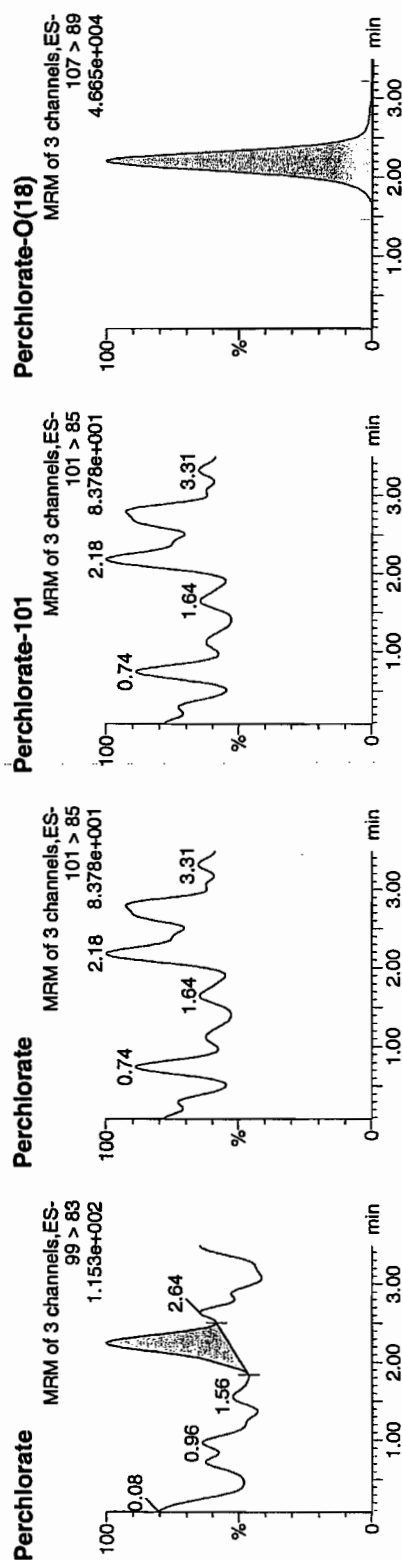 Perchlorate
MRM of 3 channels,ES-
99 > 83
1.153e+002
100
%
0
0.08
0.96
1.56
2.64
1.00
2.00
3.00
min
Perchlorate
MRM of 3 channels,ES-
101 > 85
8.378e+001
100
%
0
0.74
1.64
2.18
3.31
1.00
2.00
3.00
min
Perchlorate-101
MRM of 3 channels,ES-
101 > 85
8.378e+001
100
%
0
0.74
1.64
2.18
3.31
1.00
2.00
3.00
min
Perchlorate-O(18)
MRM of 3 channels,ES-
107 > 89
4.665e+004
100
%
0
1.00
2.00
3.00
min